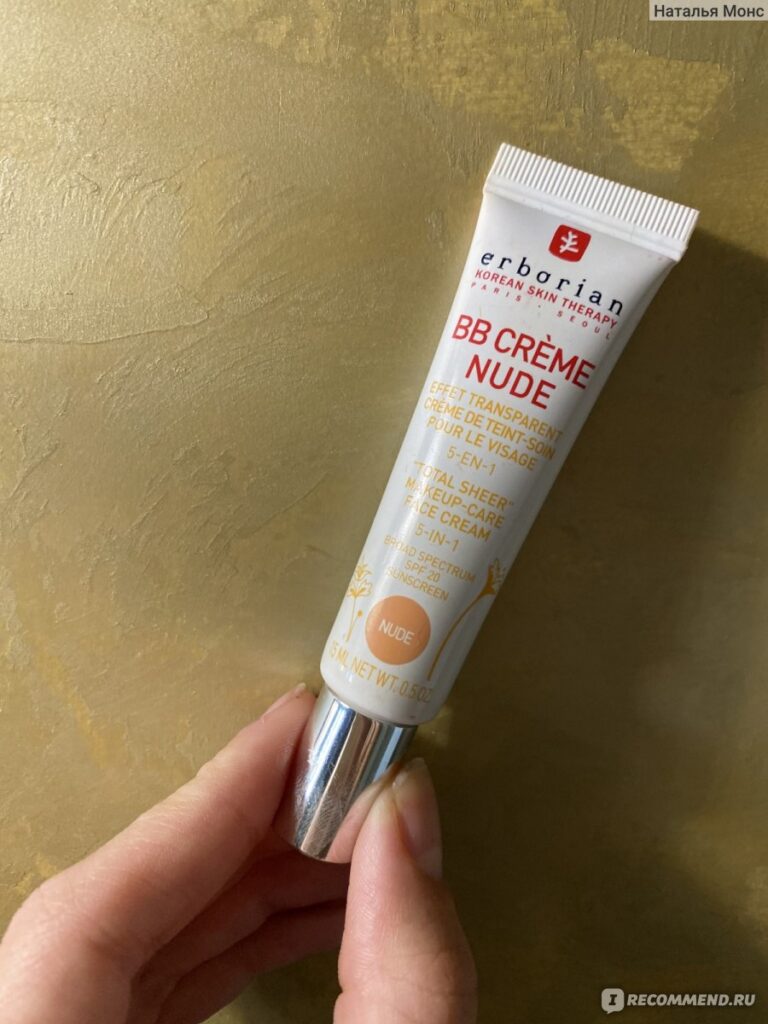 Наталья Монс
erborian
KOREAN SKIN THERAPY
PARIS - SEOUL
BB CRÈME
NUDE
EFFET TRANSPARENT
CRÈME DE TEINT-SOIN
POUR LE VISAGE
5-EN-1
"TOTAL SHEER"
MAKEUP-CARE
FACE CREAM
5-IN-1
BROAD SPECTRUM
SPF 20
SUNSCREEN
NUDE
15 ML NET WT. 0.5 OZ
IRECOMMEND.RU